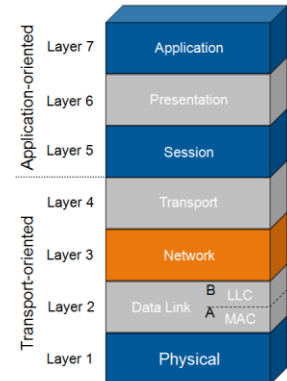 Application-oriented
Transport-oriented
Layer 7 Application
Layer 6 Presentation
Layer 5 Session
Layer 4 Transport
Layer 3 Network
B LLC
Layer 2 Data Link
A MAC
Layer 1 Physical